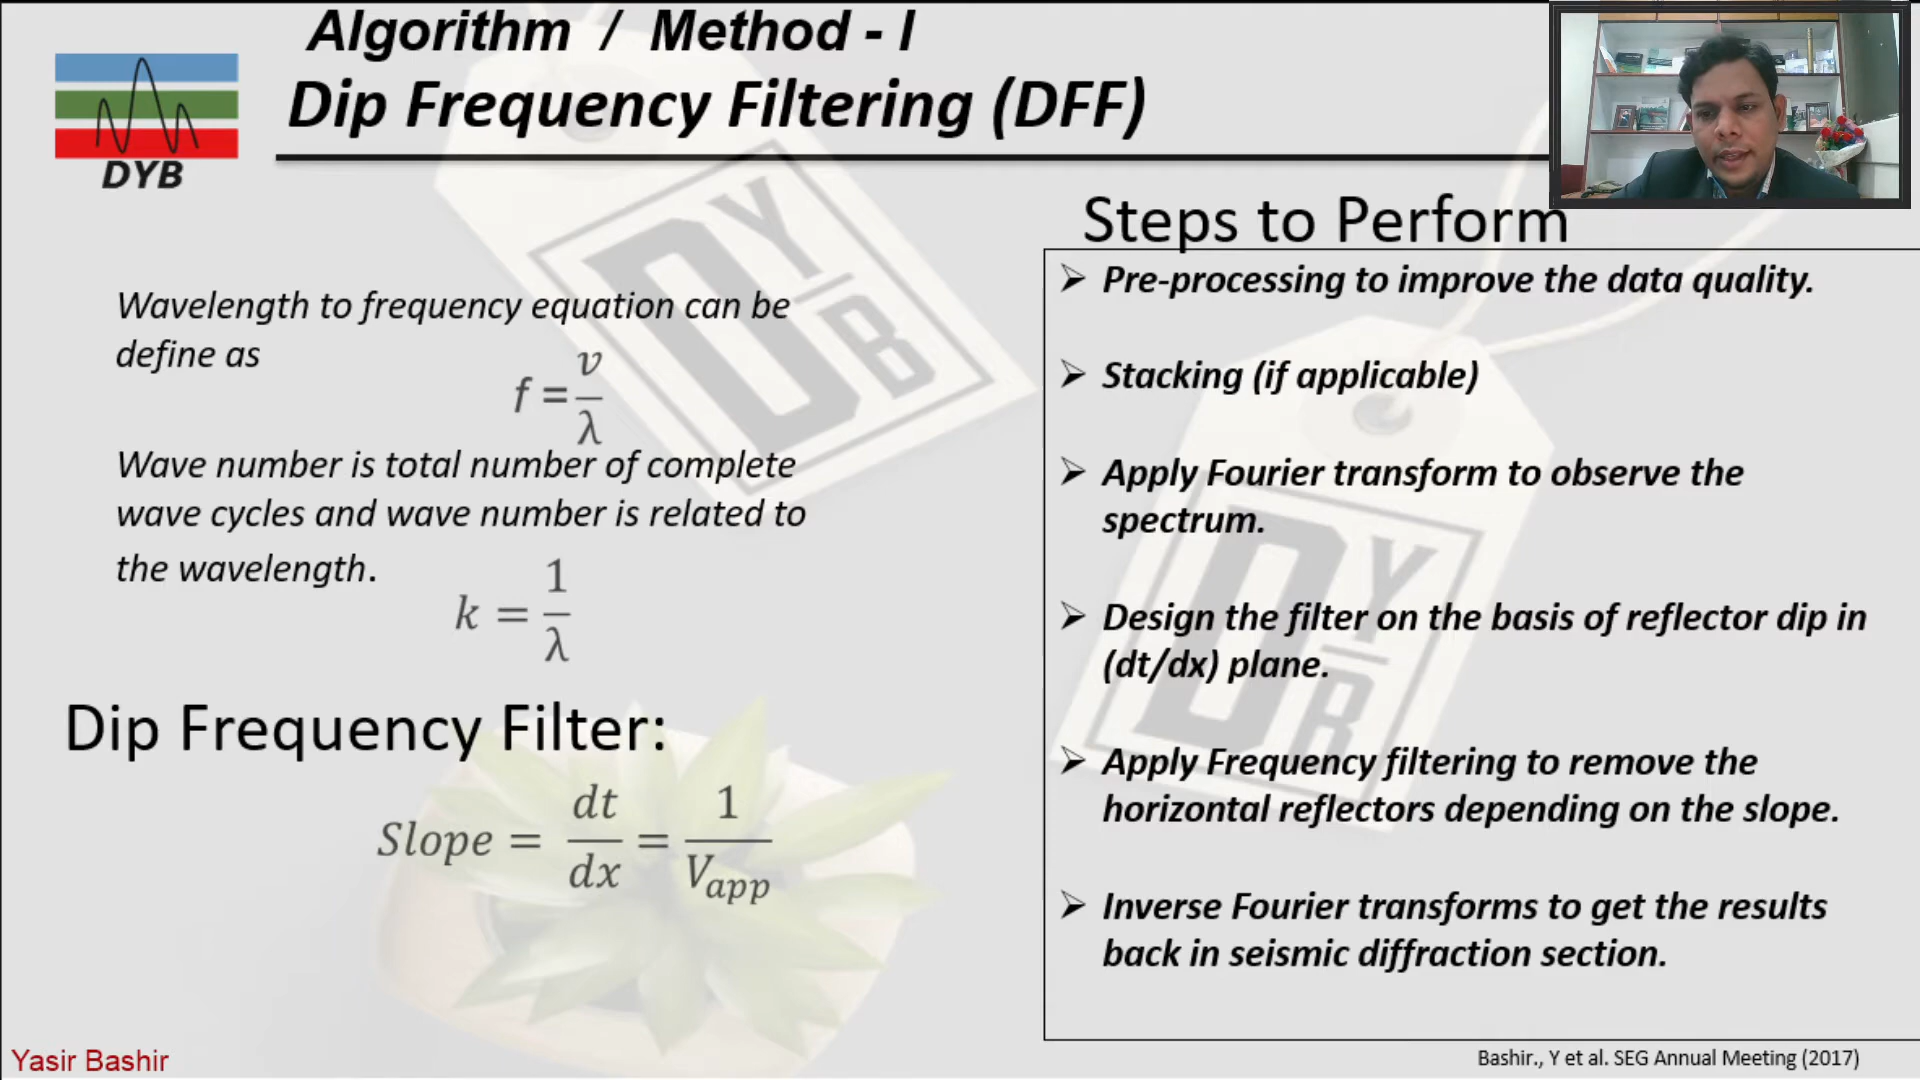 Algorithm / Method - I
Dip Frequency Filtering (DFF)
DYB
Wavelength to frequency equation can be
define as
f = v/λ
Wave number is total number of complete
wave cycles and wave number is related to
the wavelength.
k = 1/λ
Dip Frequency Filter:
Slope = dt/dx = 1/V_app
Steps to Perform
➢ Pre-processing to improve the data quality.
➢ Stacking (if applicable)
➢ Apply Fourier transform to observe the
spectrum.
➢ Design the filter on the basis of reflector dip in
(dt/dx) plane.
➢ Apply Frequency filtering to remove the
horizontal reflectors depending on the slope.
➢ Inverse Fourier transforms to get the results
back in seismic diffraction section.
DYB
DYB
Yasir Bashir
Bashir., Y et al. SEG Annual Meeting (2017)